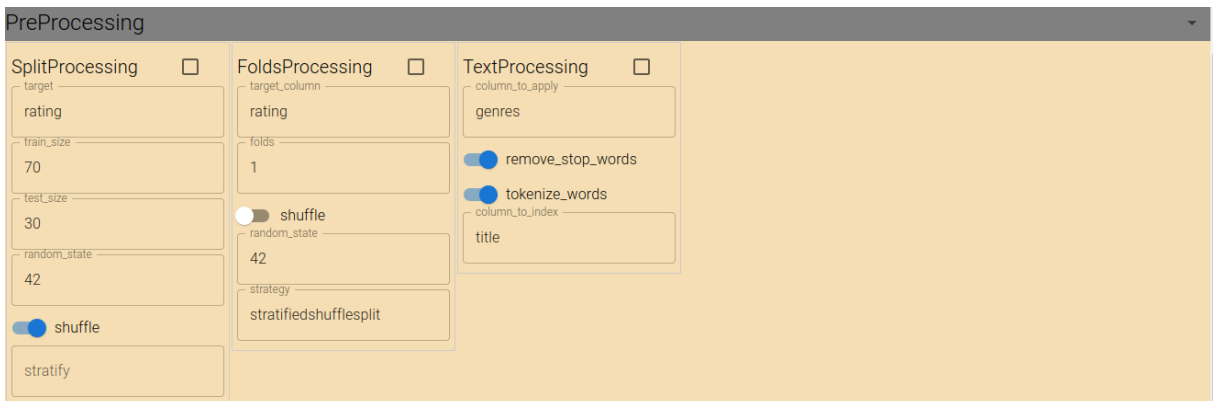 PreProcessing
SplitProcessing
target
rating
train_size
70
test_size
30
random_state
42
shuffle
stratify
FoldsProcessing
target_column
rating
folds
1
shuffle
random_state
42
strategy
stratifiedshufflesplit
TextProcessing
column_to_apply
genres
remove_stop_words
tokenize_words
column_to_index
title